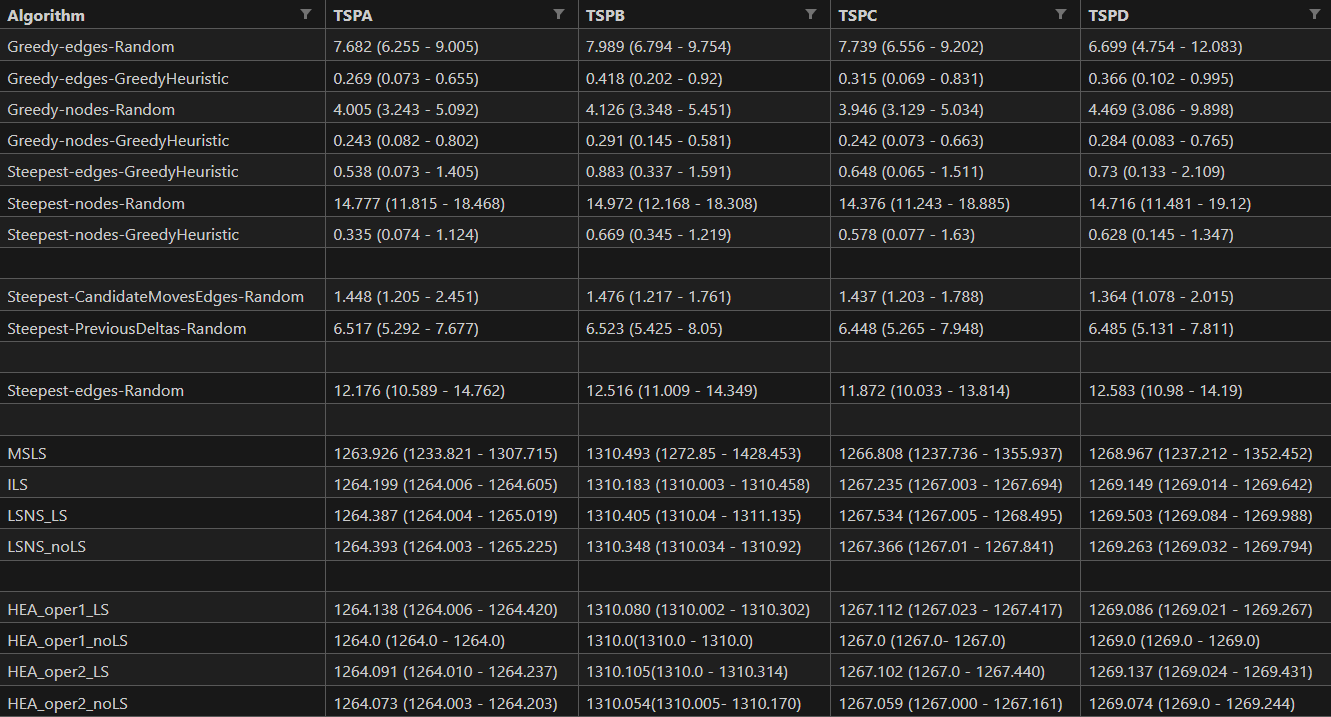 Algorithm TSPA TSPB TSPC TSPD
Greedy-edges-Random 7.682 (6.255 - 9.005) 7.989 (6.794 - 9.754) 7.739 (6.556 - 9.202) 6.699 (4.754 - 12.083)
Greedy-edges-GreedyHeuristic 0.269 (0.073 - 0.655) 0.418 (0.202 - 0.92) 0.315 (0.069 - 0.831) 0.366 (0.102 - 0.995)
Greedy-nodes-Random 4.005 (3.243 - 5.092) 4.126 (3.348 - 5.451) 3.946 (3.129 - 5.034) 4.469 (3.086 - 9.898)
Greedy-nodes-GreedyHeuristic 0.243 (0.082 - 0.802) 0.291 (0.145 - 0.581) 0.242 (0.073 - 0.663) 0.284 (0.083 - 0.765)
Steepest-edges-GreedyHeuristic 0.538 (0.073 - 1.405) 0.883 (0.337 - 1.591) 0.648 (0.065 - 1.511) 0.73 (0.133 - 2.109)
Steepest-nodes-Random 14.777 (11.815 - 18.468) 14.972 (12.168 - 18.308) 14.376 (11.243 - 18.885) 14.716 (11.481 - 19.12)
Steepest-nodes-GreedyHeuristic 0.335 (0.074 - 1.124) 0.669 (0.345 - 1.219) 0.578 (0.077 - 1.63) 0.628 (0.145 - 1.347)
Steepest-CandidateMovesEdges-Random 1.448 (1.205 - 2.451) 1.476 (1.217 - 1.761) 1.437 (1.203 - 1.788) 1.364 (1.078 - 2.015)
Steepest-PreviousDeltas-Random 6.517 (5.292 - 7.677) 6.523 (5.425 - 8.05) 6.448 (5.265 - 7.948) 6.485 (5.131 - 7.811)
Steepest-edges-Random 12.176 (10.589 - 14.762) 12.516 (11.009 - 14.349) 11.872 (10.033 - 13.814) 12.583 (10.98 - 14.19)
MSLS 1263.926 (1233.821 - 1307.715) 1310.493 (1272.85 - 1428.453) 1266.808 (1237.736 - 1355.937) 1268.967 (1237.212 - 1352.452)
ILS 1264.199 (1264.006 - 1264.605) 1310.183 (1310.003 - 1310.458) 1267.235 (1267.003 - 1267.694) 1269.149 (1269.014 - 1269.642)
LSNS_LS 1264.387 (1264.004 - 1265.019) 1310.405 (1310.04 - 1311.135) 1267.534 (1267.005 - 1268.495) 1269.503 (1269.084 - 1269.988)
LSNS_noLS 1264.393 (1264.003 - 1265.225) 1310.348 (1310.034 - 1310.92) 1267.366 (1267.01 - 1267.841) 1269.263 (1269.032 - 1269.794)
HEA_oper1_LS 1264.138 (1264.006 - 1264.420) 1310.080 (1310.002 - 1310.302) 1267.112 (1267.023 - 1267.417) 1269.086 (1269.021 - 1269.267)
HEA_oper1_noLS 1264.0 (1264.0 - 1264.0) 1310.0(1310.0 - 1310.0) 1267.0 (1267.0- 1267.0) 1269.0 (1269.0 - 1269.0)
HEA_oper2_LS 1264.091 (1264.010 - 1264.237) 1310.105(1310.0 - 1310.314) 1267.102 (1267.0 - 1267.440) 1269.137 (1269.024 - 1269.431)
HEA_oper2_noLS 1264.073 (1264.003 - 1264.203) 1310.054(1310.005- 1310.170) 1267.059 (1267.000 - 1267.161) 1269.074 (1269.0 - 1269.244)